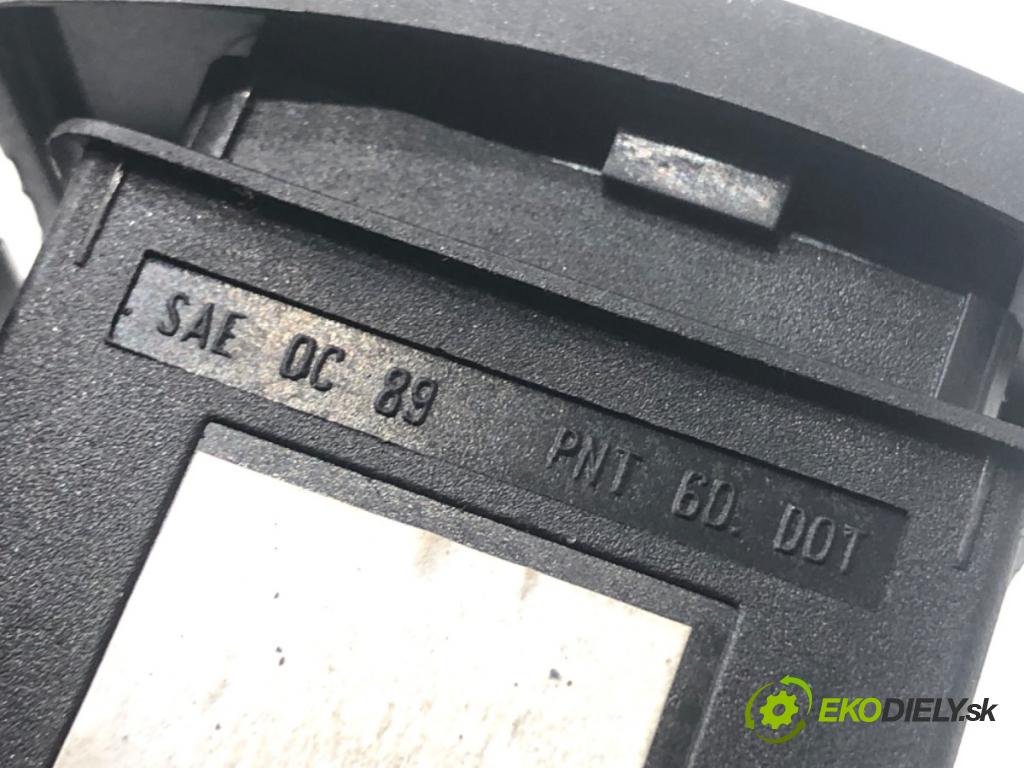 SAE OC 89 PNT 60. DOT
EKODIELY.sk